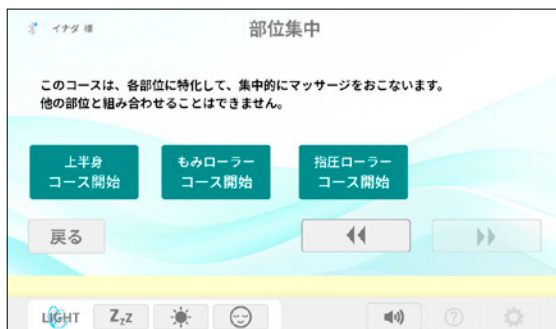 イナダ 様
部位集中
このコースは、各部位に特化して、集中的にマッサージをおこないます。
他の部位と組み合わせることはできません。
上半身
コース開始
もみローラー
コース開始
指圧ローラー
コース開始
戻る
LIGHT
ZzZ